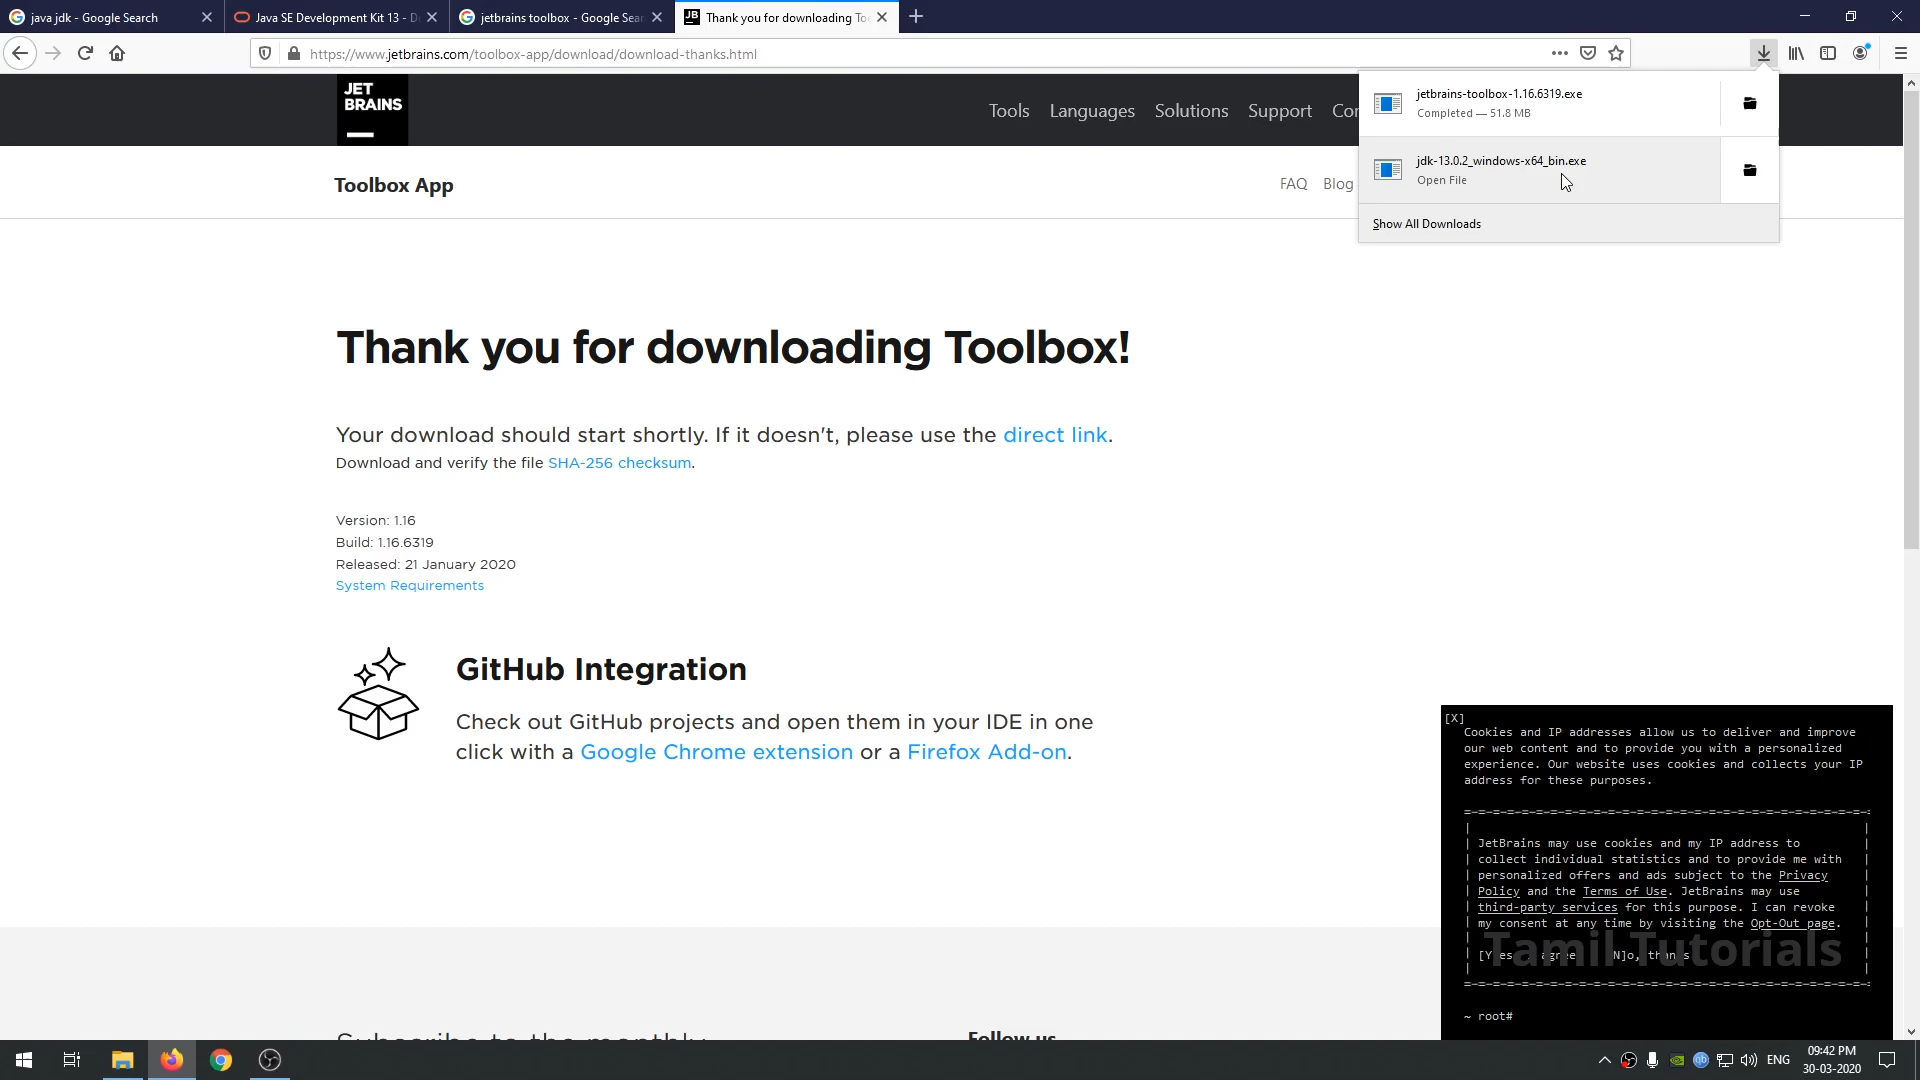 java jdk - Google Search
Java SE Development Kit 13 - D
jetbrains toolbox - Google Sear
JB
Thank you for downloading To
https://www.jetbrains.com/toolbox-app/download/download-thanks.html
jetbrains-toolbox-1.16.6319.exe
Completed — 51.8 MB
jdk-13.0.2_windows-x64_bin.exe
Open File
Show All Downloads
JET
BRAINS
Tools
Languages
Solutions
Support
Toolbox App
FAQ
Blog
Thank you for downloading Toolbox!
Your download should start shortly. If it doesn't, please use the direct link.
Download and verify the file SHA-256 checksum.
Version: 1.16
Build: 1.16.6319
Released: 21 January 2020
System Requirements
GitHub Integration
Check out GitHub projects and open them in your IDE in one
click with a Google Chrome extension or a Firefox Add-on.
[X]
Cookies and IP addresses allow us to deliver and improve
our web content and to provide you with a personalized
experience. Our website uses cookies and collects your IP
address for these purposes.
JetBrains may use cookies and my IP address to
collect individual statistics and to provide me with
personalized offers and ads subject to the Privacy
Policy and the Terms of Use. JetBrains may use
third-party services for this purpose. I can revoke
my consent at any time by visiting the Opt-Out page.
Tamil Tutorials
~ root#
Subscribe to the monthly
Follow us
ENG
09:42 PM
30-03-2020